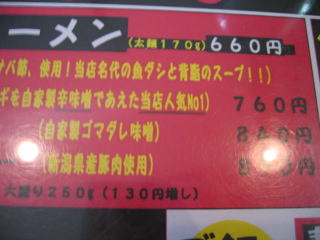 ーメン (太麺170g) 660円
サバ節、使用!当店名代の魚ダシと背脂のスープ!!)
ギを自家製辛味噌であえた当店人気No1) 760円
(自家製ゴマダレ味噌)
(新潟県産豚肉使用)
大盛り250g(130円増し)